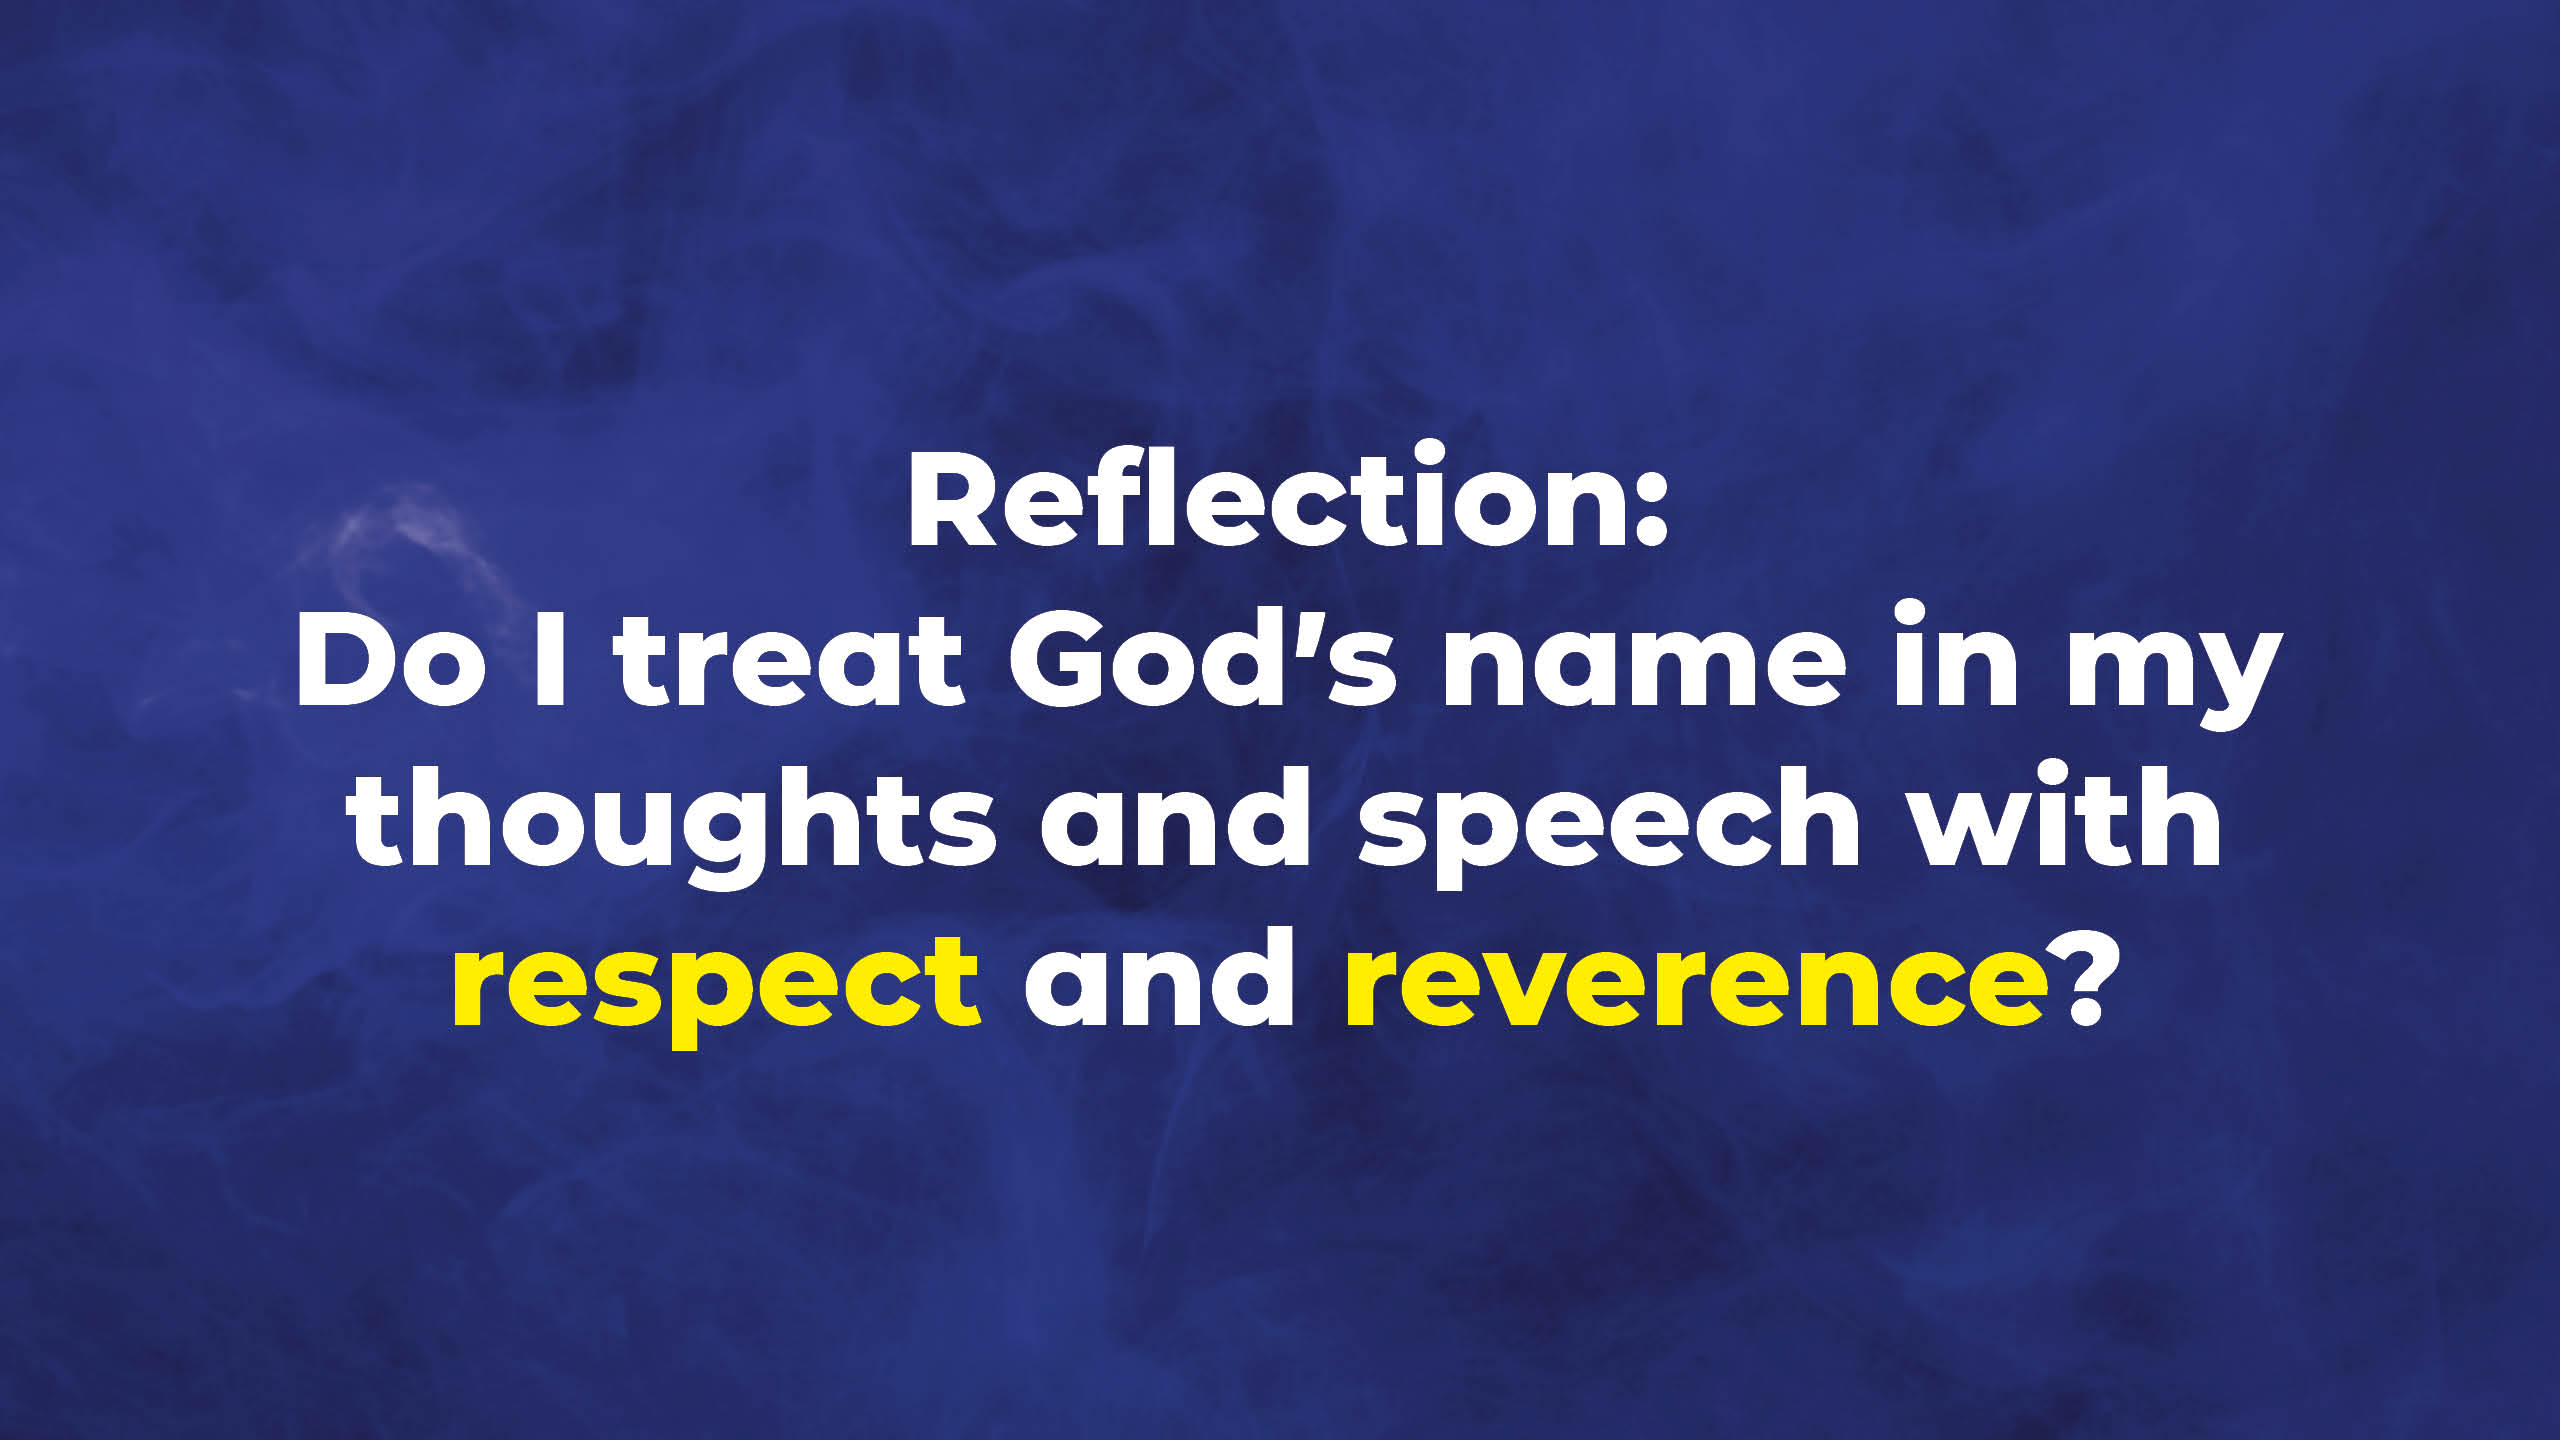 Reflection:
Do I treat God's name in my
thoughts and speech with
respect and reverence?